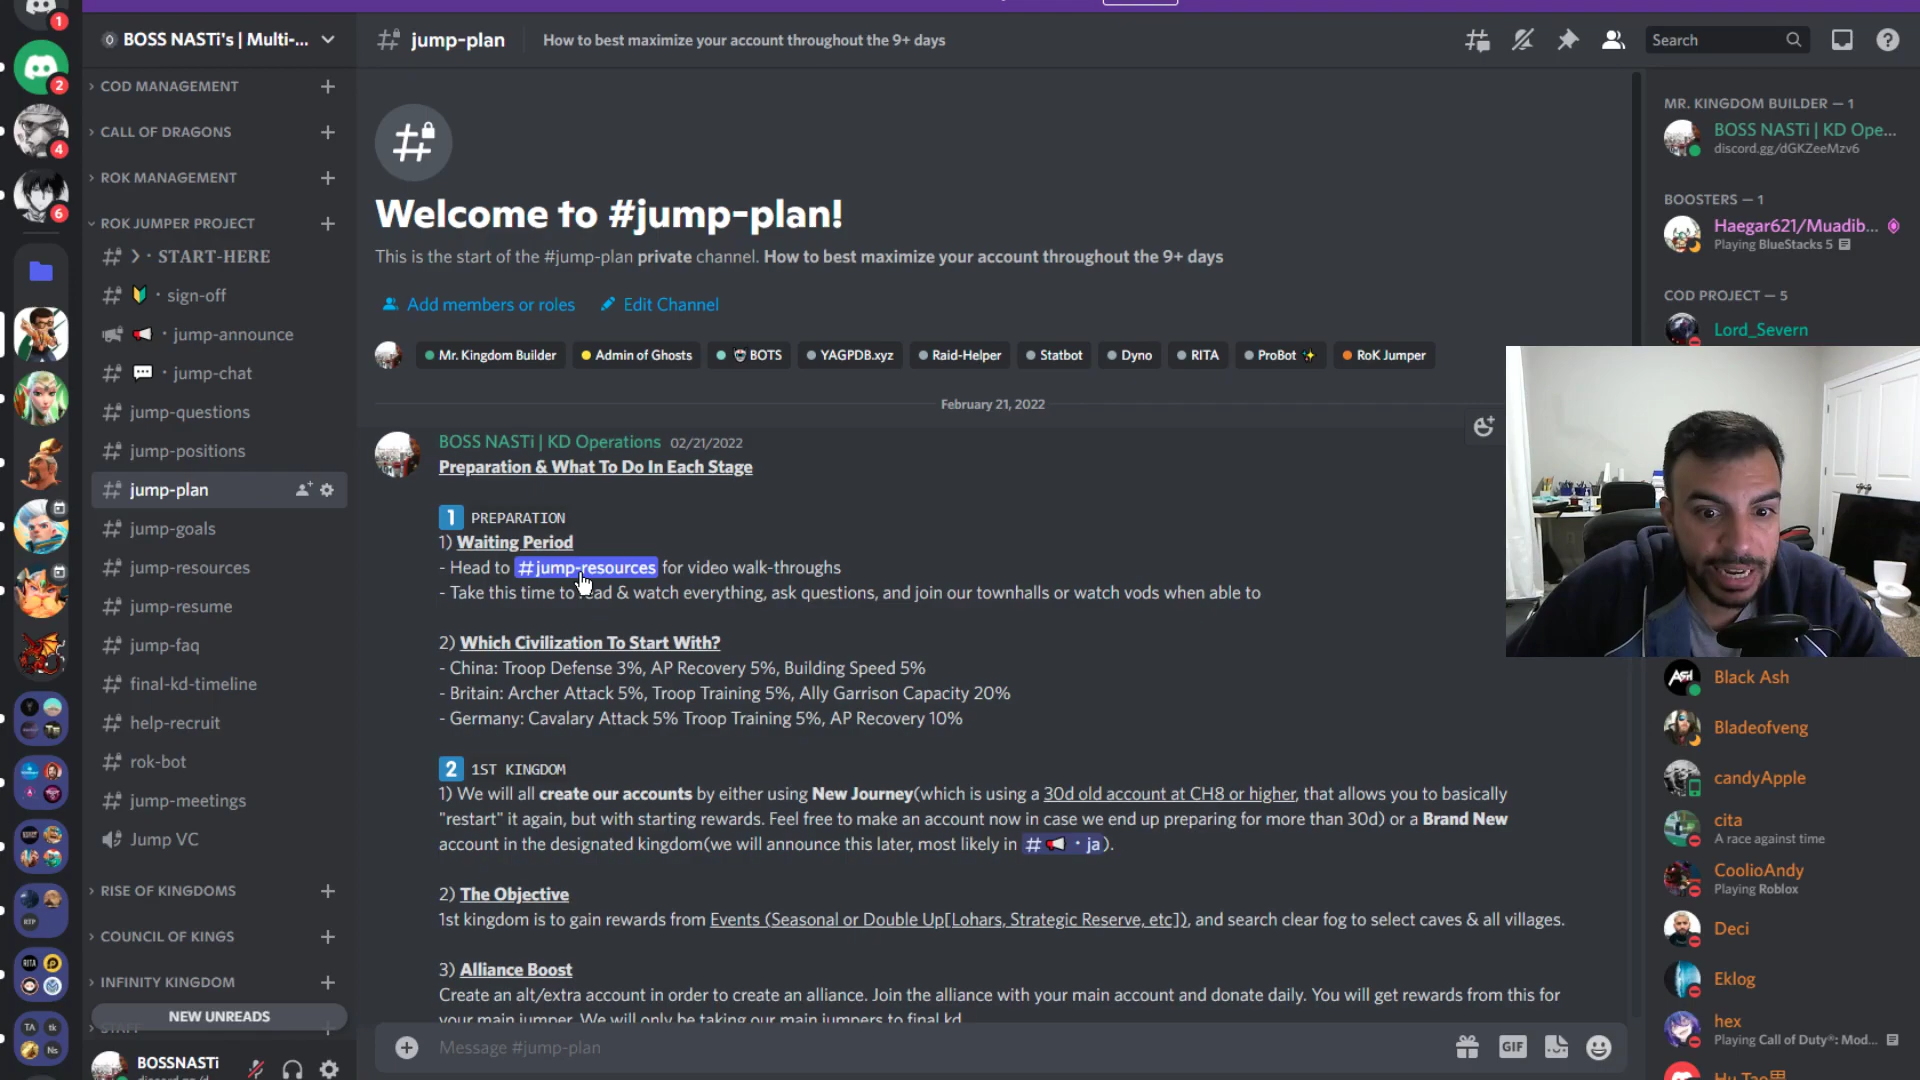 BOSS NASTi's | Multi-...
COD MANAGEMENT
CALL OF DRAGONS
ROK MANAGEMENT
ROK JUMPER PROJECT
START-HERE
sign-off
jump-announce
jump-chat
jump-questions
jump-positions
jump-plan
jump-goals
jump-resources
jump-resume
jump-faq
final-kd-timeline
help-recruit
rok-bot
jump-meetings
Jump VC
RISE OF KINGDOMS
COUNCIL OF KINGS
INFINITY KINGDOM
NEW UNREADS
BOSSNASTi
1
2
4
6
jump-plan
How to best maximize your account throughout the 9+ days
Search
Welcome to #jump-plan!
This is the start of the #jump-plan private channel. How to best maximize your account throughout the 9+ days
Add members or roles Edit Channel
Mr. Kingdom Builder Admin of Ghosts BOTS YAGPDB.xyz Raid-Helper Statbot Dyno RITA ProBot RoK Jumper
February 21, 2022
BOSS NASTi | KD Operations 02/21/2022
Preparation & What To Do In Each Stage
1 PREPARATION
1) Waiting Period
- Head to #jump-resources for video walk-throughs
- Take this time to read & watch everything, ask questions, and join our townhalls or watch vods when able to
2) Which Civilization To Start With?
- China: Troop Defense 3%, AP Recovery 5%, Building Speed 5%
- Britain: Archer Attack 5%, Troop Training 5%, Ally Garrison Capacity 20%
- Germany: Cavalary Attack 5% Troop Training 5%, AP Recovery 10%
2 1ST KINGDOM
1) We will all create our accounts by either using New Journey(which is using a 30d old account at CH8 or higher, that allows you to basically
"restart" it again, but with starting rewards. Feel free to make an account now in case we end up preparing for more than 30d) or a Brand New
account in the designated kingdom(we will announce this later, most likely in # · ja ).
2) The Objective
1st kingdom is to gain rewards from Events (Seasonal or Double Up[Lohars, Strategic Reserve, etc]), and search clear fog to select caves & all villages.
3) Alliance Boost
Create an alt/extra account in order to create an alliance. Join the alliance with your main account and donate daily. You will get rewards from this for
your main jumper. We will only be taking our main jumpers to final kd.
Message #jump-plan
GIF
MR. KINGDOM BUILDER — 1
BOSS NASTi | KD Ope...
discord.gg/dGKZeeMzv6
BOOSTERS — 1
Haegar621/Muadib...
Playing BlueStacks 5
COD PROJECT — 5
Lord_Severn
Black Ash
Bladeofveng
candyApple
cita
A race against time
CoolioAndy
Playing Roblox
Deci
Eklog
hex
Playing Call of Duty®: Mod...